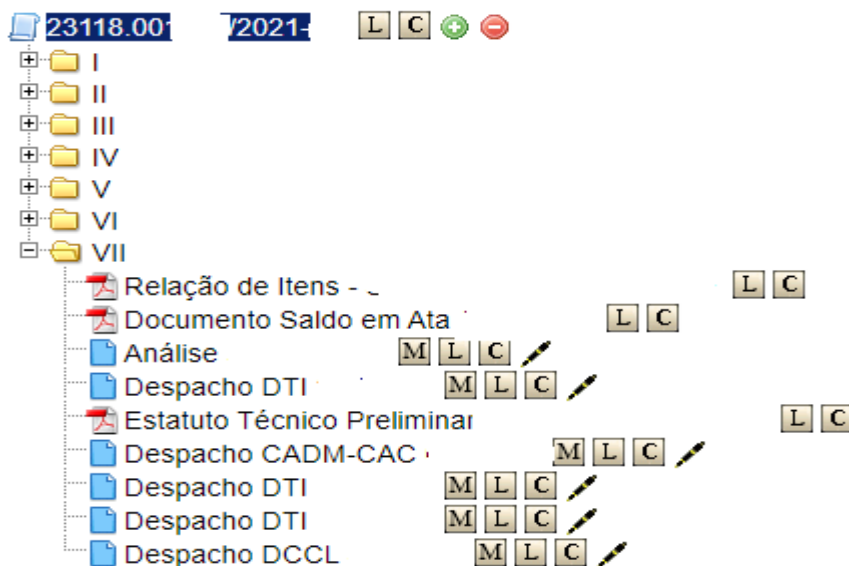 23118.001 /2021- L C
I
II
III
IV
V
VI
VII
Relação de Itens - L C
Documento Saldo em Ata L C
Análise M L C
Despacho DTI M L C
Estatuto Técnico Preliminar L C
Despacho CADM-CAC M L C
Despacho DTI M L C
Despacho DTI M L C
Despacho DCCL M L C